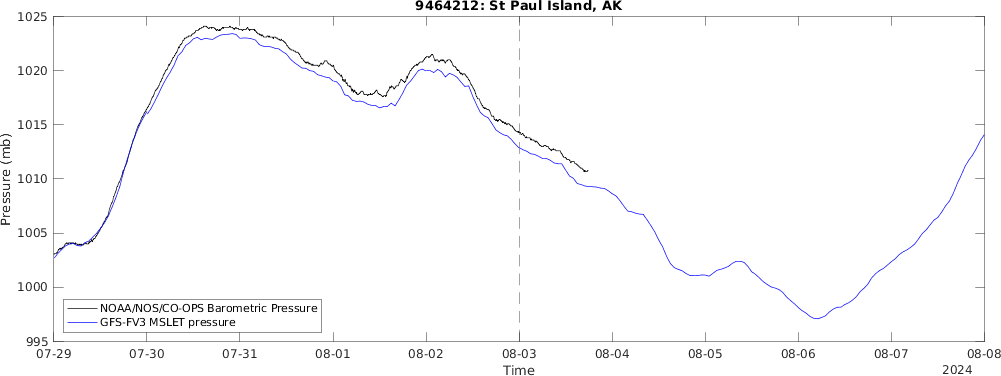 9464212: St Paul Island, AK
1025
1020
1015
1010
1005
1000
995
Pressure (mb)
NOAA/NOS/CO-OPS Barometric Pressure
GFS-FV3 MSLET pressure
07-29 07-30 07-31 08-01 08-02 08-03 08-04 08-05 08-06 08-07 08-08
Time
2024